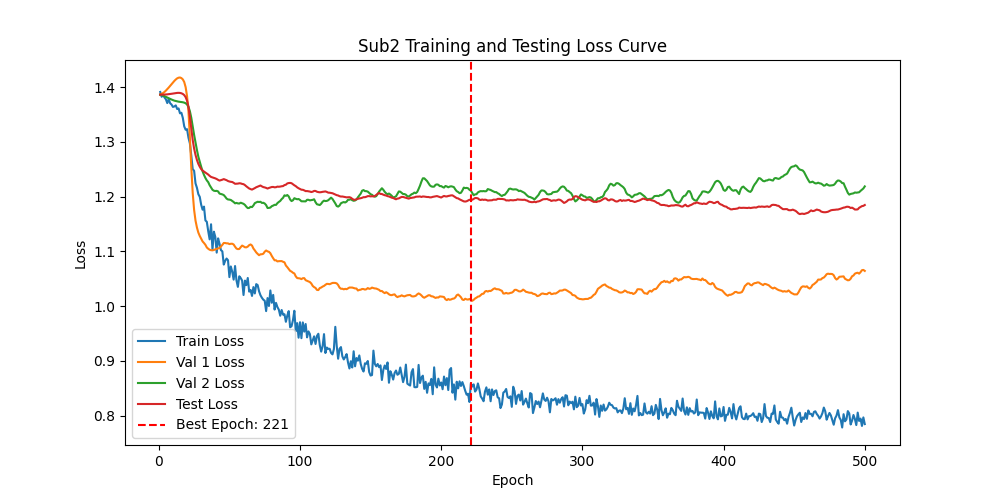 Sub2 Training and Testing Loss Curve
Loss
1.4
1.3
1.2
1.1
1.0
0.9
0.8
Train Loss
Val 1 Loss
Val 2 Loss
Test Loss
Best Epoch: 221
0 100 200 300 400 500
Epoch